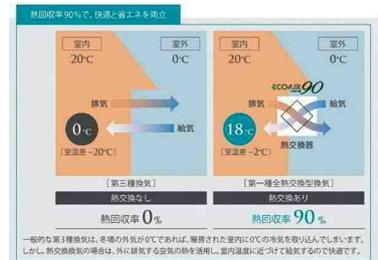 熱回収率90%で、快適と省エネを両立
室内
20℃
室外
0℃
排気
給気
0℃
[室温差-20℃]
[第三種換気]
熱交換なし
熱回収率0%
室内
20℃
室外
0℃
ECOAIR90
排気
給気
18℃
熱交換器
[室温差-2℃]
[第一種全熱交換型換気]
熱交換あり
熱回収率90%
一般的な第3種換気は、冬場の外気が0℃であれば、暖房された室内に0℃の冷気を取り込んでしまいます。
しかし、熱交換換気の場合は、外に排気する空気の熱を活用し、室内温度に近づけて給気するので快適です。